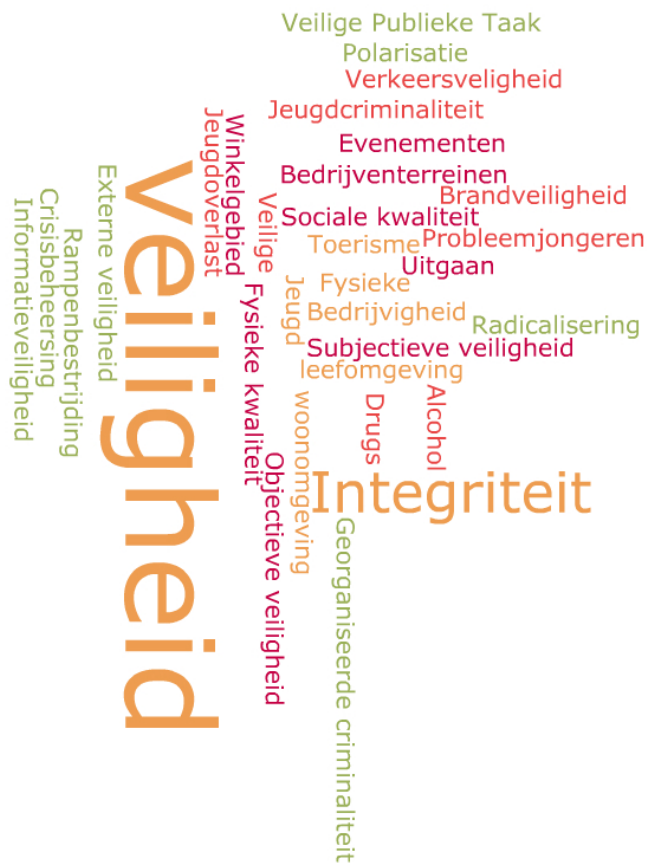 Veilige Publieke Taak
Polarisatie
Verkeersveligheid
Jeugdcriminaliteit
Evenementen
Bedrijventerreinen
Brandveiligheid
Sociale kwaliteit
Probleemjongeren
Toerisme
Uitgaan
Fysieke
Bedrijvigheid
Radicalisering
Subjectieve veiligheid
leefomgeving
Integriteit
Informatieveiligheid
Crisisbeheersing
Rampenbestrijding
Externe veiligheid
veiligheid
Jeugdoverlast
Winkelgebied
Veilige
Fysieke kwaliteit
Objectieve veiligheid
Jeugd
woonomgeving
Georganiseerde criminaliteit
Drugs
Alcohol